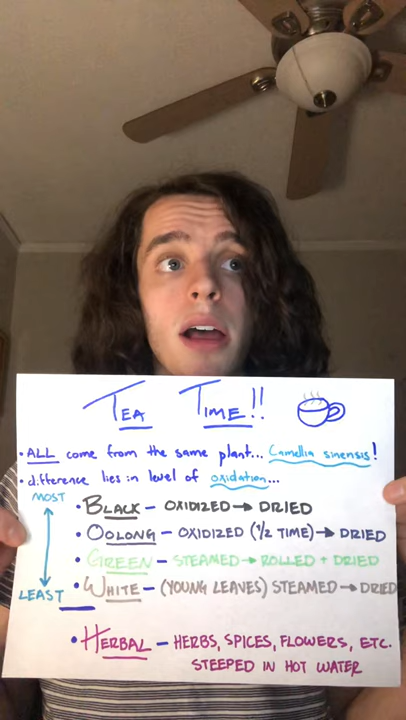 TEA TIME!!
• ALL come from the same plant... Camellia sinensis!
• difference lies in level of oxidation...
MOST
• BLACK – OXIDIZED → DRIED
• OOLONG – OXIDIZED (1/2 TIME) → DRIED
• GREEN – STEAMED → ROLLED + DRIED
• WHITE – (YOUNG LEAVES) STEAMED → DRIED
LEAST
• HERBAL – HERBS, SPICES, FLOWERS, ETC.
STEEPED IN HOT WATER